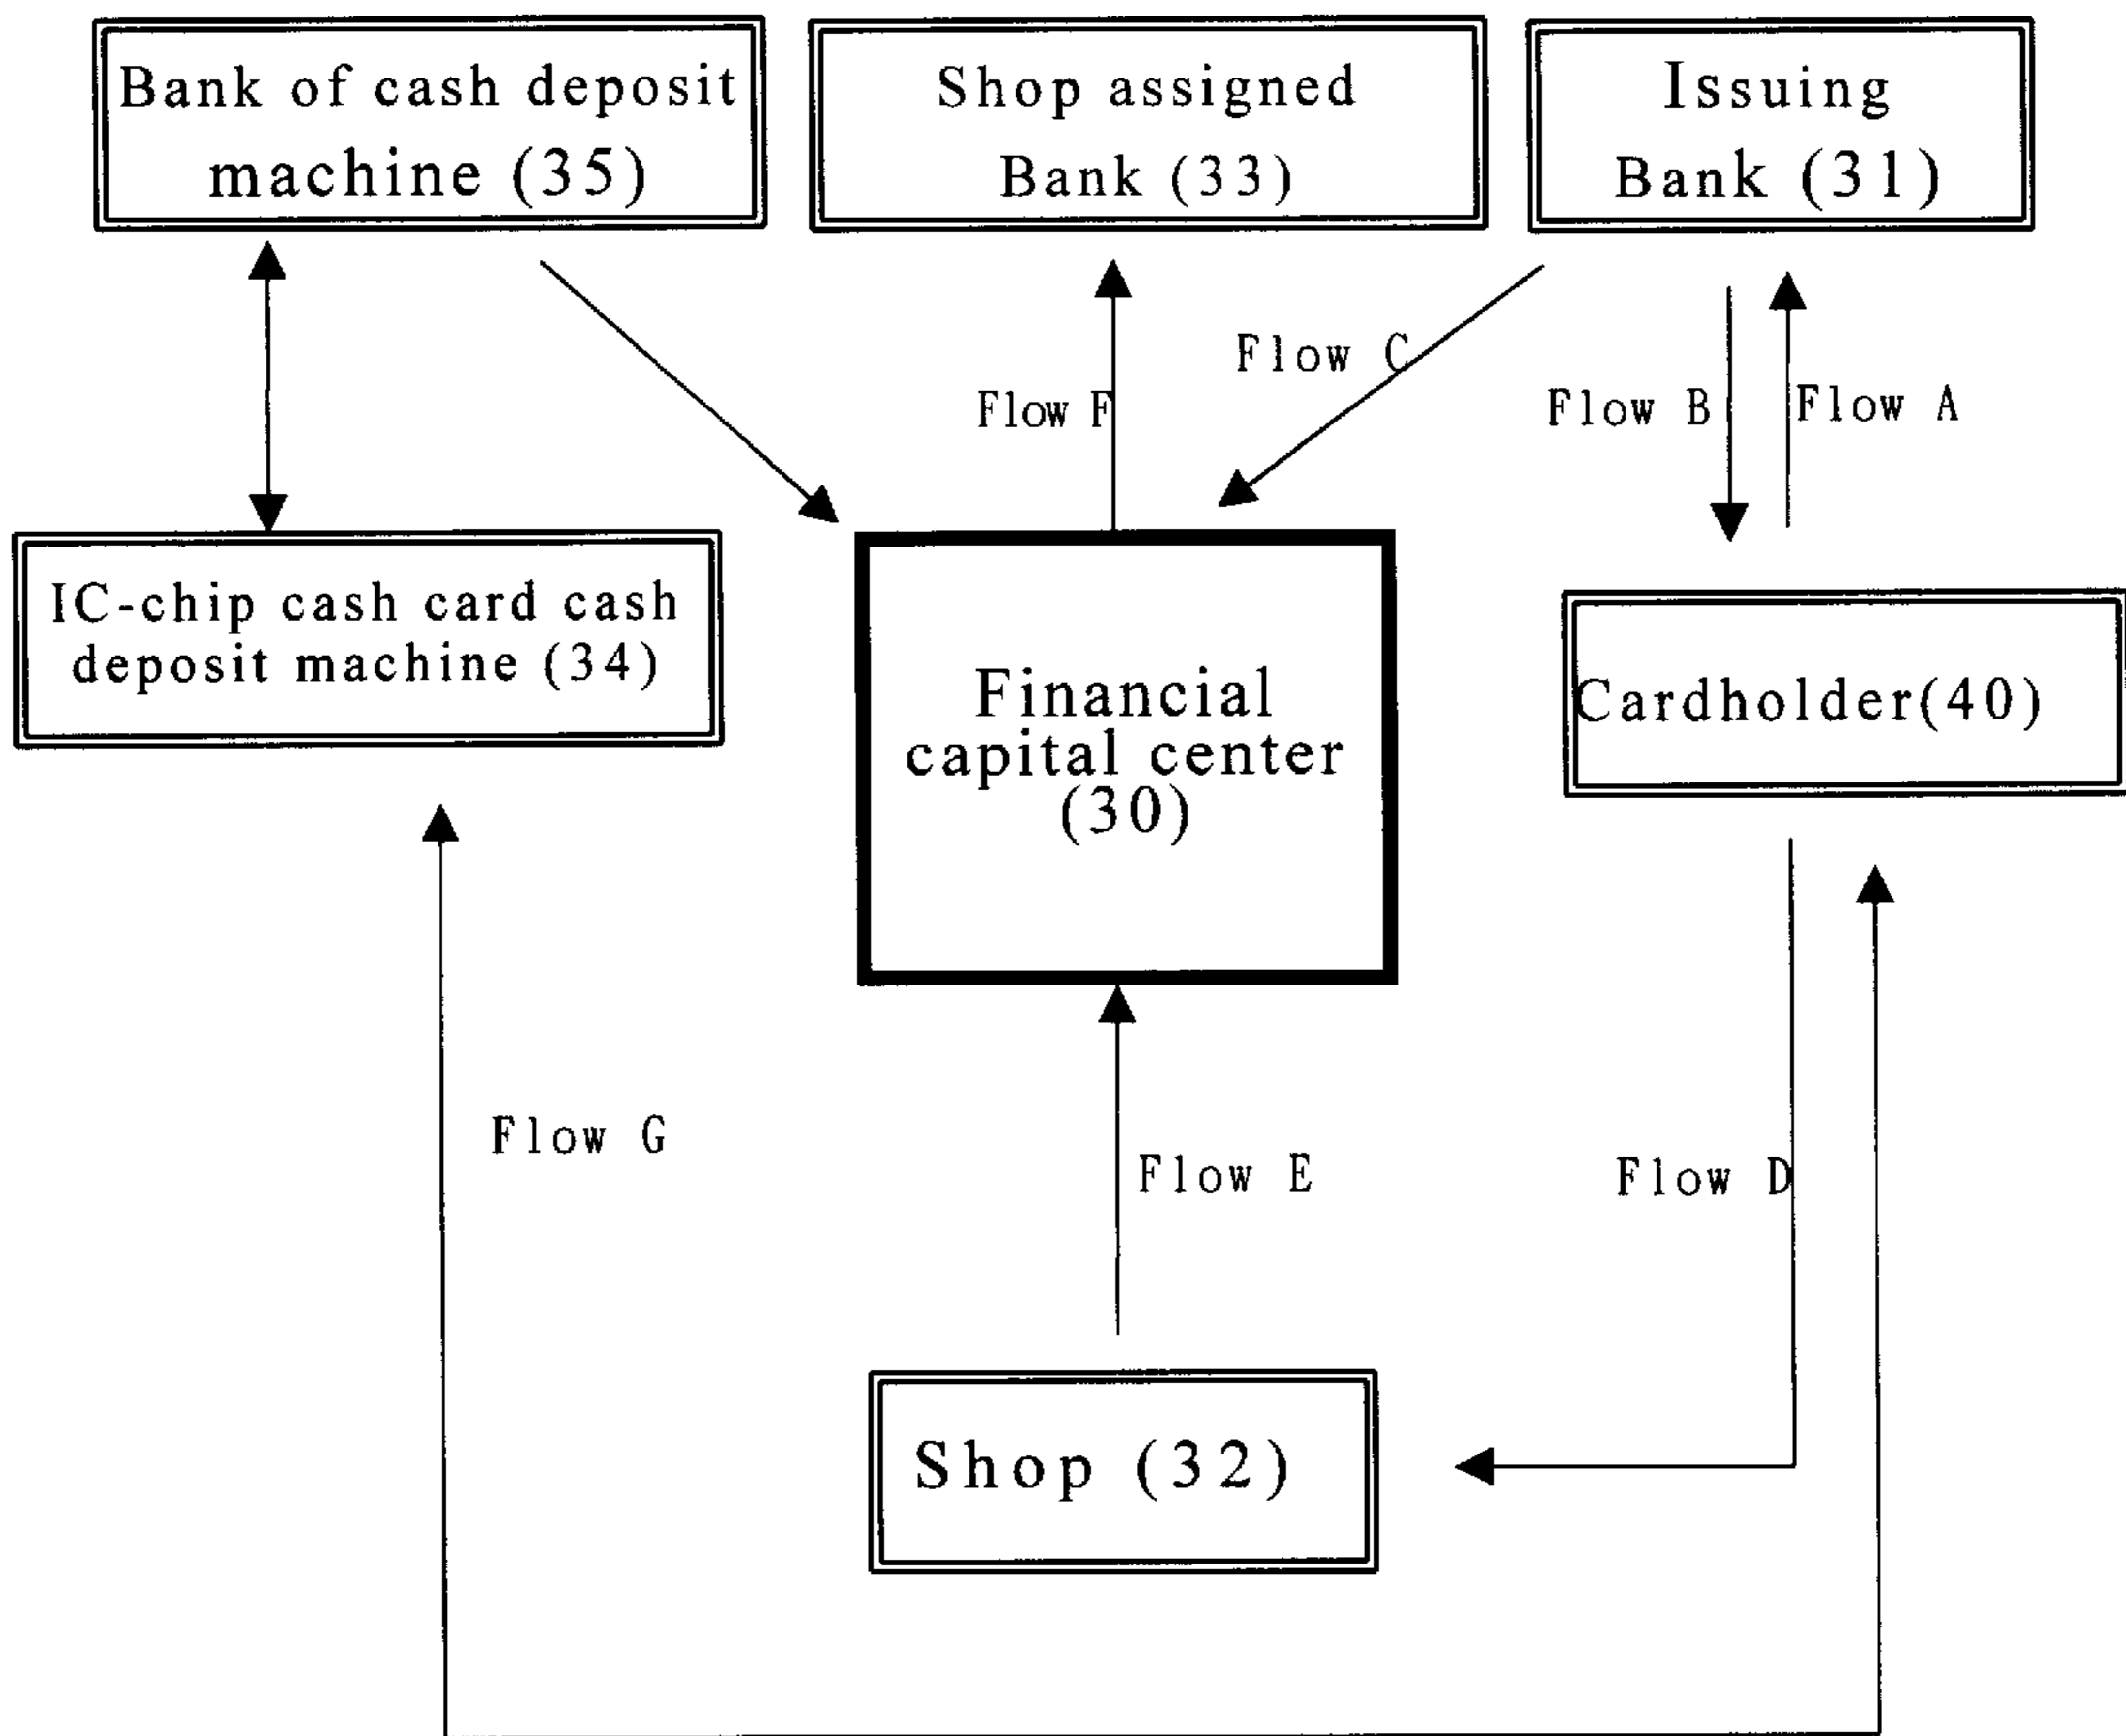 Bank of cash deposit
machine (35)
Shop assigned
Bank (33)
Issuing
Bank (31)
Flow C
Flow F
Flow B
Flow A
IC-chip cash card cash
deposit machine (34)
Financial
capital center
(30)
Cardholder(40)
Flow G
Flow E
Flow D
Shop (32)